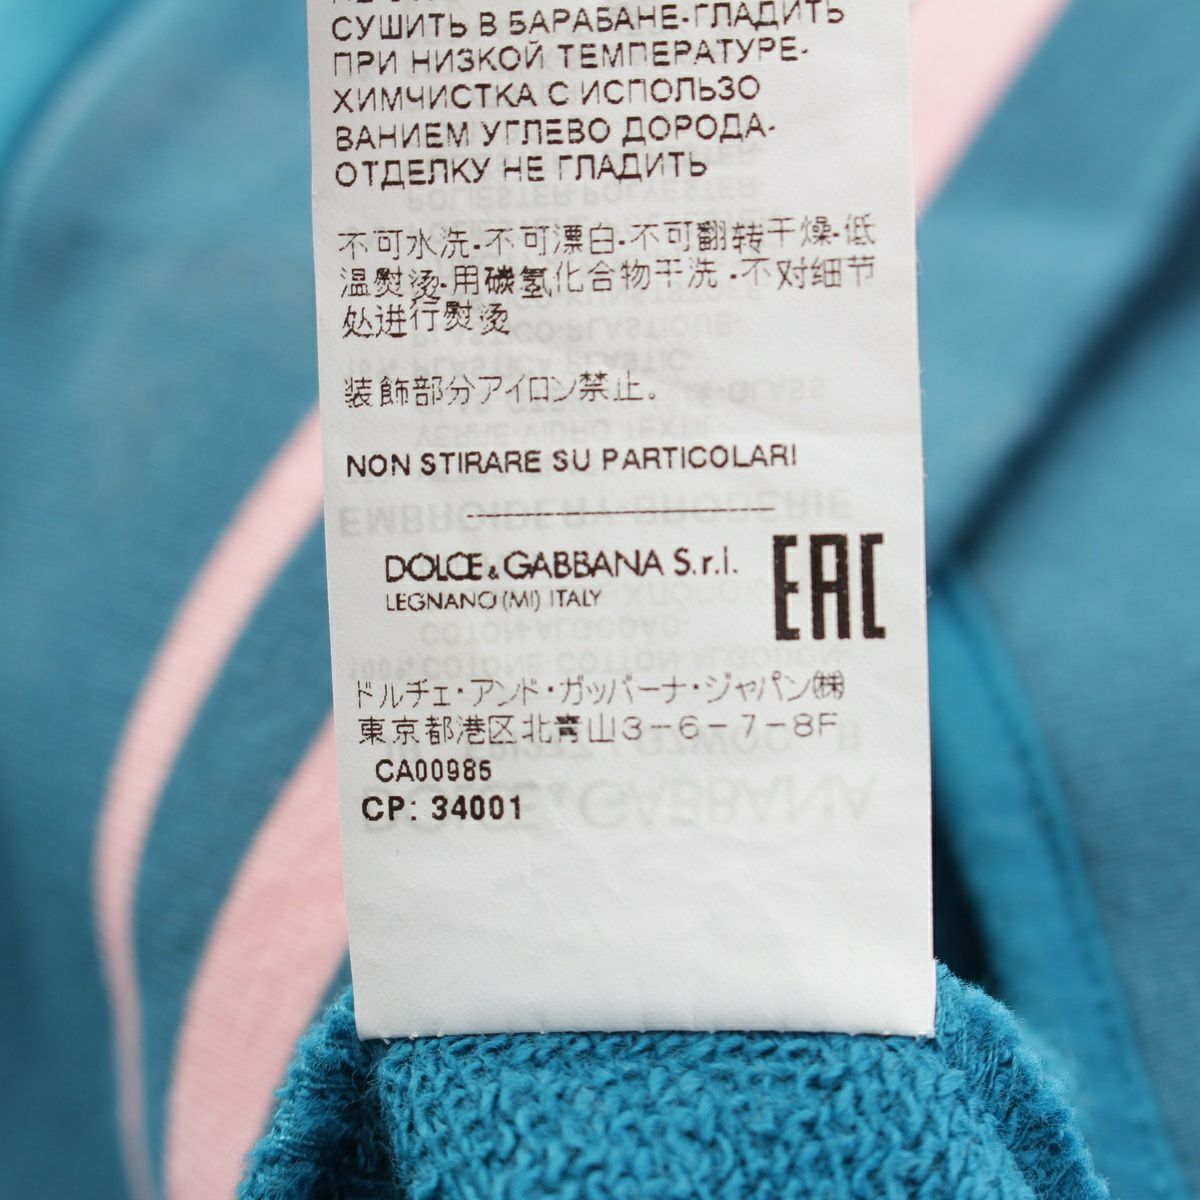 СУШИТЬ В БАРАБАНЕ-ГЛАДИТЬ
ПРИ НИЗКОЙ ТЕМПЕРАТУРЕ-
ХИМЧИСТКА С ИСПОЛЬЗО
ВАНИЕМ УГЛЕВО ДОРОДА-
ОТДЕЛКУ НЕ ГЛАДИТЬ
不可水洗-不可漂白-不可翻转干燥-低
温熨烫-用碳氢化合物干洗-不对细节
处进行熨烫
装飾部分アイロン禁止。
NON STIRARE SU PARTICOLARI
DOLCE & GABBANA S.r.l.
LEGNANO (MI) ITALY
EAC
ドルチェ・アンド・ガッバーナ・ジャパン㈱
東京都港区北青山3-6-7-8F
CA00985
CP: 34001